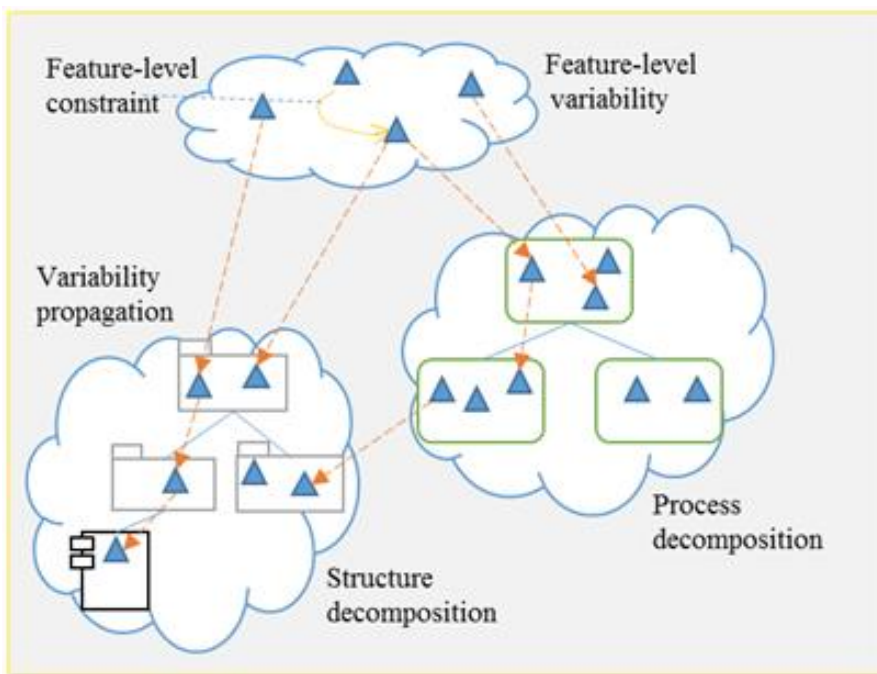 Feature-level
constraint
Feature-level
variability
Variability
propagation
Process
decomposition
Structure
decomposition